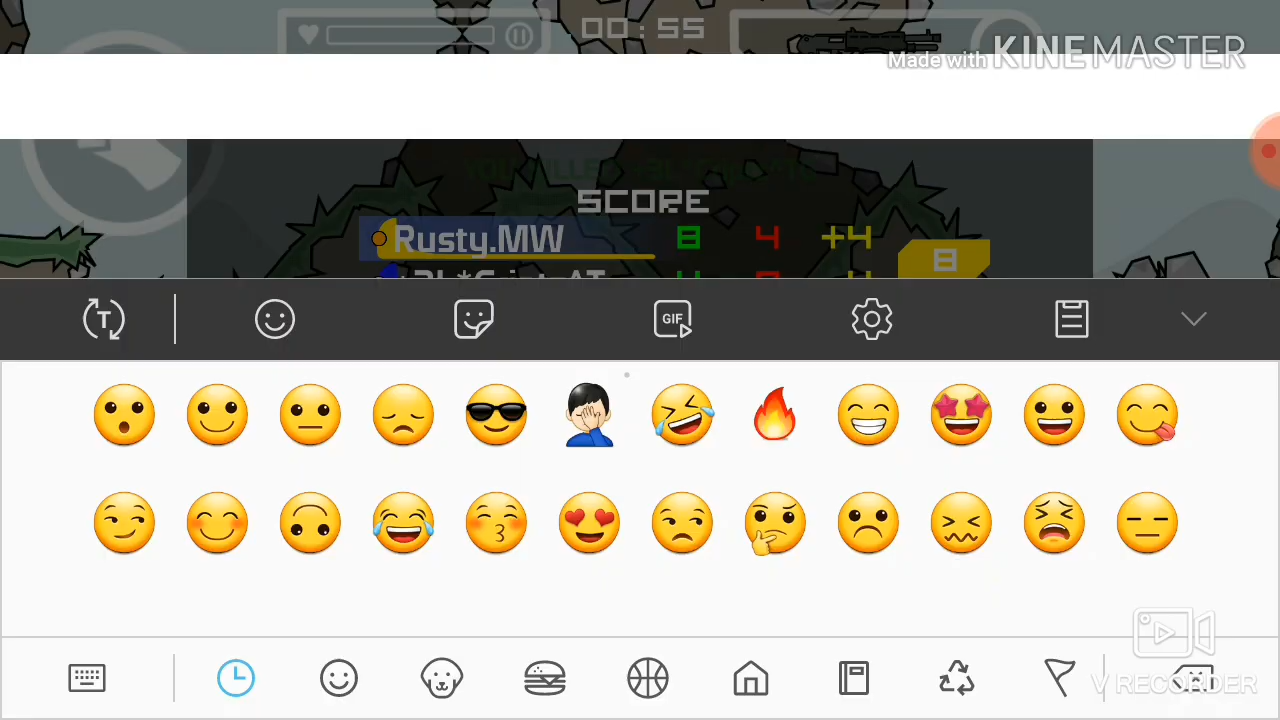 00:55
Made with KINEMASTER
SCORE
Rusty.MW 8 4 +4
8
T
GIF
V RECORDER